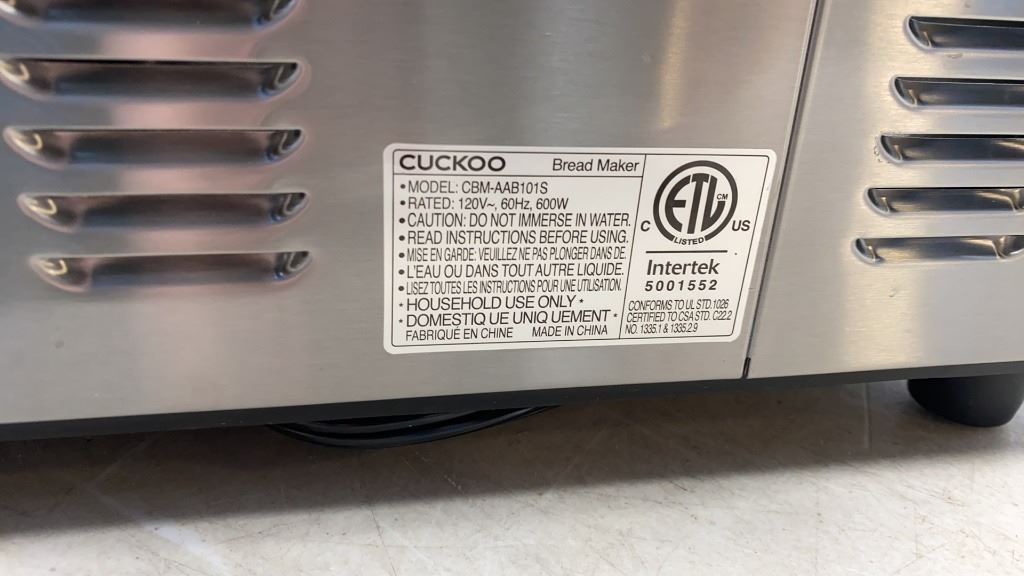 CUCKOO Bread Maker
• MODEL: CBM-AAB101S
• RATED: 120V~, 60Hz, 600W
• CAUTION: DO NOT IMMERSE IN WATER.
• READ INSTRUCTIONS BEFORE USING.
• MISE EN GARDE: VEUILLEZ NE PAS PLONGER DANS DE.
• L'EAU OU DANS TOUT AUTRE LIQUIDE.
• LISEZ TOUTES LES INSTRUCTIONS POUR UNE UTILISATION.
• HOUSEHOLD USE ONLY •
• DOMESTIQ UE UNIQ UEMENT •
FABRIQUÉ EN CHINE MADE IN CHINA
ETL CM
LISTED
C US
Intertek
5001552
CONFORMS TO UL STD.1026
CERTIFIED TO CSA STD. C22.2
NO. 1335.1 & 1335.2.9